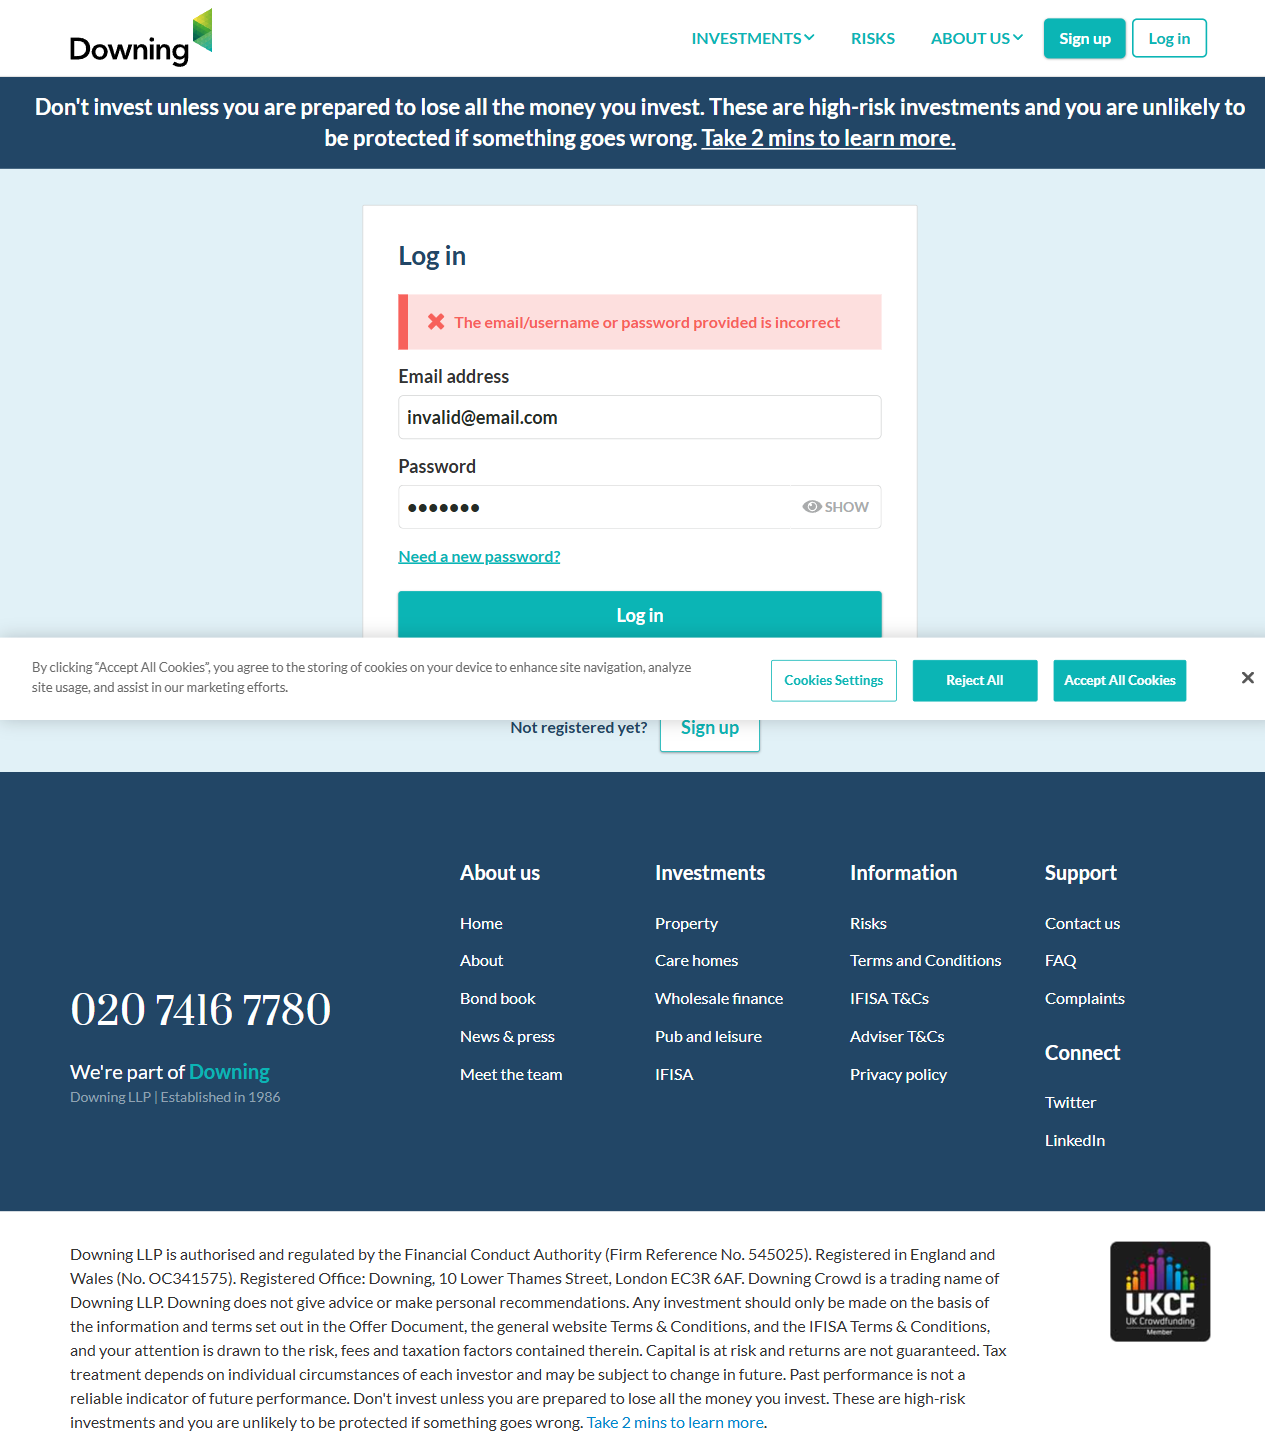 Downing
INVESTMENTS
RISKS
ABOUT US
Sign up
Log in
Don't invest unless you are prepared to lose all the money you invest. These are high-risk investments and you are unlikely to
be protected if something goes wrong. Take 2 mins to learn more.
Log in
The email/username or password provided is incorrect
Email address
invalid@email.com
Password
•••••••
SHOW
Need a new password?
Log in
By clicking “Accept All Cookies”, you agree to the storing of cookies on your device to enhance site navigation, analyze
site usage, and assist in our marketing efforts.
Cookies Settings
Reject All
Accept All Cookies
Not registered yet?
Sign up
020 7416 7780
We're part of Downing
Downing LLP | Established in 1986
About us
Home
About
Bond book
News & press
Meet the team
Investments
Property
Care homes
Wholesale finance
Pub and leisure
IFISA
Information
Risks
Terms and Conditions
IFISA T&Cs
Adviser T&Cs
Privacy policy
Support
Contact us
FAQ
Complaints
Connect
Twitter
LinkedIn
Downing LLP is authorised and regulated by the Financial Conduct Authority (Firm Reference No. 545025). Registered in England and
Wales (No. OC341575). Registered Office: Downing, 10 Lower Thames Street, London EC3R 6AF. Downing Crowd is a trading name of
Downing LLP. Downing does not give advice or make personal recommendations. Any investment should only be made on the basis of
the information and terms set out in the Offer Document, the general website Terms & Conditions, and the IFISA Terms & Conditions,
and your attention is drawn to the risk, fees and taxation factors contained therein. Capital is at risk and returns are not guaranteed. Tax
treatment depends on individual circumstances of each investor and may be subject to change in future. Past performance is not a
reliable indicator of future performance. Don't invest unless you are prepared to lose all the money you invest. These are high-risk
investments and you are unlikely to be protected if something goes wrong. Take 2 mins to learn more.
UKCF
UK Crowdfunding
Member